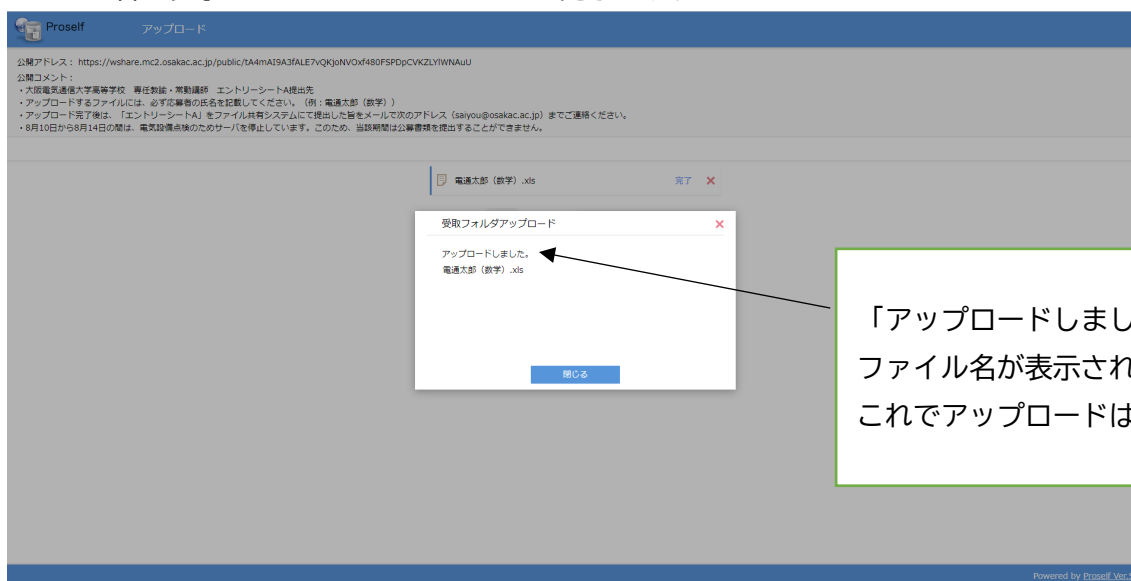 Proself アップロード
公開アドレス： https://wshare.mc2.osakac.ac.jp/public/tA4mAI9A3fALE7vQKjoNVOxf480FSPDpCVKZLYlWNAuU
公開コメント：
・大阪電気通信大学高等学校　専任教諭・常勤講師　エントリーシートA提出先
・アップロードするファイルには、必ず応募者の氏名を記載してください。（例：電通太郎（数学））
・アップロード完了後は、「エントリーシートA」をファイル共有システムにて提出した旨をメールで次のアドレス（saiyou@osakac.ac.jp）までご連絡ください。
・8月10日から8月14日の間は、電気設備点検のためサーバを停止しています。このため、当該期間は公募書類を提出することができません。
電通太郎（数学）.xls 完了
受取フォルダアップロード
アップロードしました。
電通太郎（数学）.xls
閉じる
「アップロードしまし
ファイル名が表示され
これでアップロードは
Powered by Proself Ver